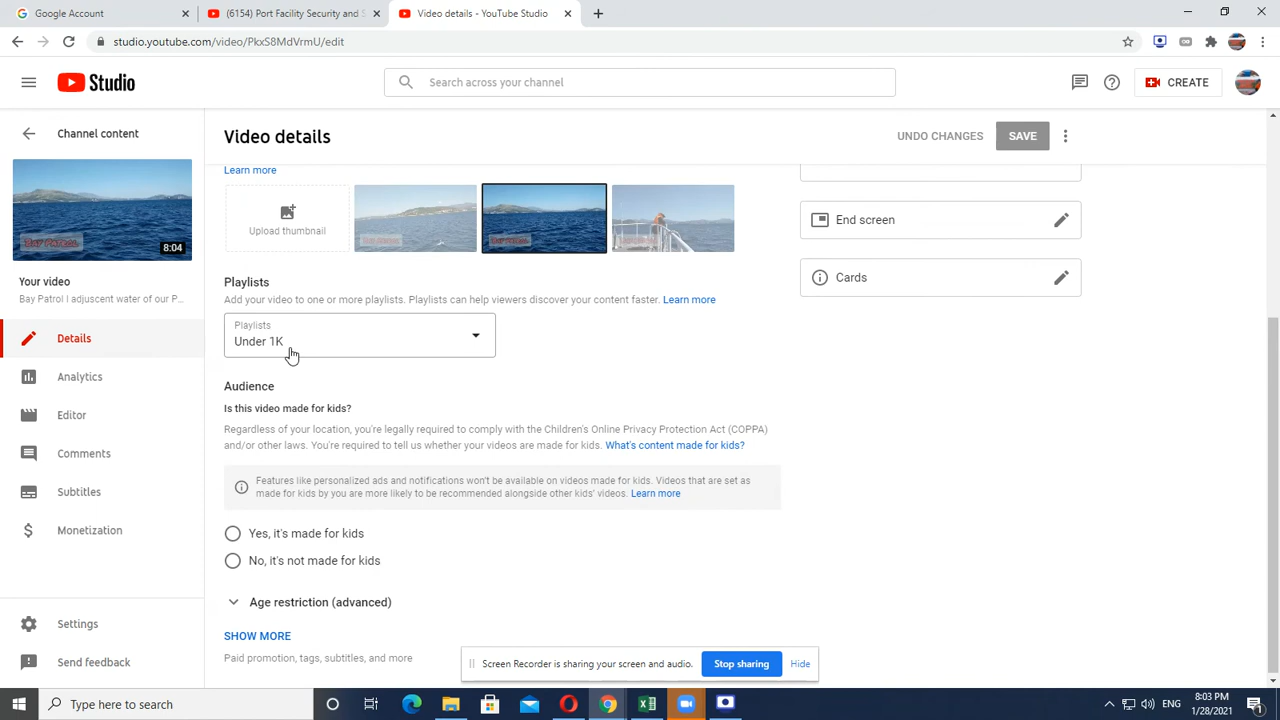 Google Account
(6154) Port Facility Security and S
Video details - YouTube Studio
studio.youtube.com/video/PkxS8MdVrmU/edit
Studio
Search across your channel
CREATE
Channel content
Video details
UNDO CHANGES
SAVE
Learn more
Upload thumbnail
BAY PATROL
8:04
End screen
Cards
Your video
Bay Patrol I adjuscent water of our P...
Playlists
Add your video to one or more playlists. Playlists can help viewers discover your content faster. Learn more
Playlists
Under 1K
Details
Analytics
Editor
Comments
Subtitles
Monetization
Settings
Send feedback
Audience
Is this video made for kids?
Regardless of your location, you're legally required to comply with the Children's Online Privacy Protection Act (COPPA)
and/or other laws. You're required to tell us whether your videos are made for kids. What's content made for kids?
Features like personalized ads and notifications won't be available on videos made for kids. Videos that are set as
made for kids by you are more likely to be recommended alongside other kids' videos. Learn more
Yes, it's made for kids
No, it's not made for kids
Age restriction (advanced)
SHOW MORE
Paid promotion, tags, subtitles, and more
Screen Recorder is sharing your screen and audio.
Stop sharing
Hide
Type here to search
ENG
8:03 PM
1/28/2021